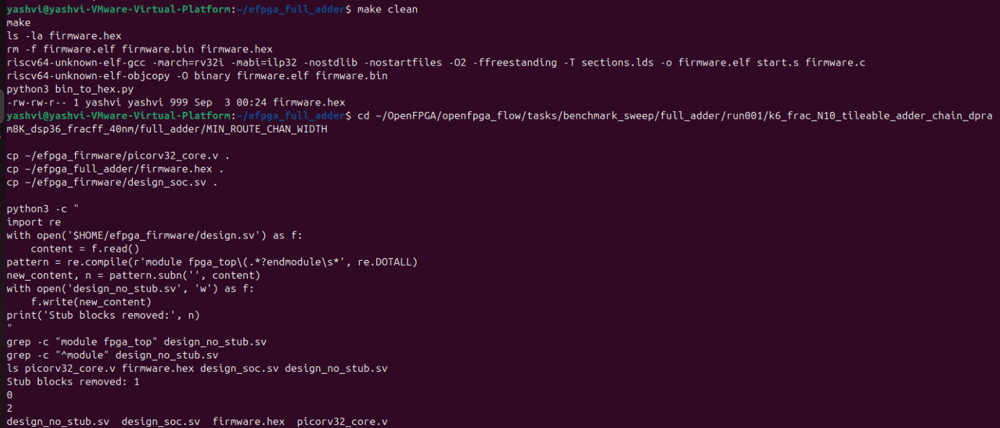 yashvi@yashvi-VMware-Virtual-Platform:~/efpga_full_adder$ make clean
make
ls -la firmware.hex
rm -f firmware.elf firmware.bin firmware.hex
riscv64-unknown-elf-gcc -march=rv32i -mabi=ilp32 -nostdlib -nostartfiles -O2 -ffreestanding -T sections.lds -o firmware.elf start.s firmware.c
riscv64-unknown-elf-objcopy -O binary firmware.elf firmware.bin
python3 bin_to_hex.py
-rw-rw-r-- 1 yashvi yashvi 999 Sep  3 00:24 firmware.hex
yashvi@yashvi-VMware-Virtual-Platform:~/efpga_full_adder$ cd ~/OpenFPGA/openfpga_flow/tasks/benchmark_sweep/full_adder/run001/k6_frac_N10_tileable_adder_chain_dpra
m8K_dsp36_fracff_40nm/full_adder/MIN_ROUTE_CHAN_WIDTH
cp ~/efpga_firmware/picorv32_core.v .
cp ~/efpga_full_adder/firmware.hex .
cp ~/efpga_firmware/design_soc.sv .
python3 -c "
import re
with open('$HOME/efpga_firmware/design.sv') as f:
    content = f.read()
pattern = re.compile(r'module fpga_top\(.*?endmodule\s*', re.DOTALL)
new_content, n = pattern.subn('', content)
with open('design_no_stub.sv', 'w') as f:
    f.write(new_content)
print('Stub blocks removed:', n)
"
grep -c "module fpga_top" design_no_stub.sv
grep -c "^module" design_no_stub.sv
ls picorv32_core.v firmware.hex design_soc.sv design_no_stub.sv
Stub blocks removed: 1
0
2
design_no_stub.sv  design_soc.sv  firmware.hex  picorv32_core.v